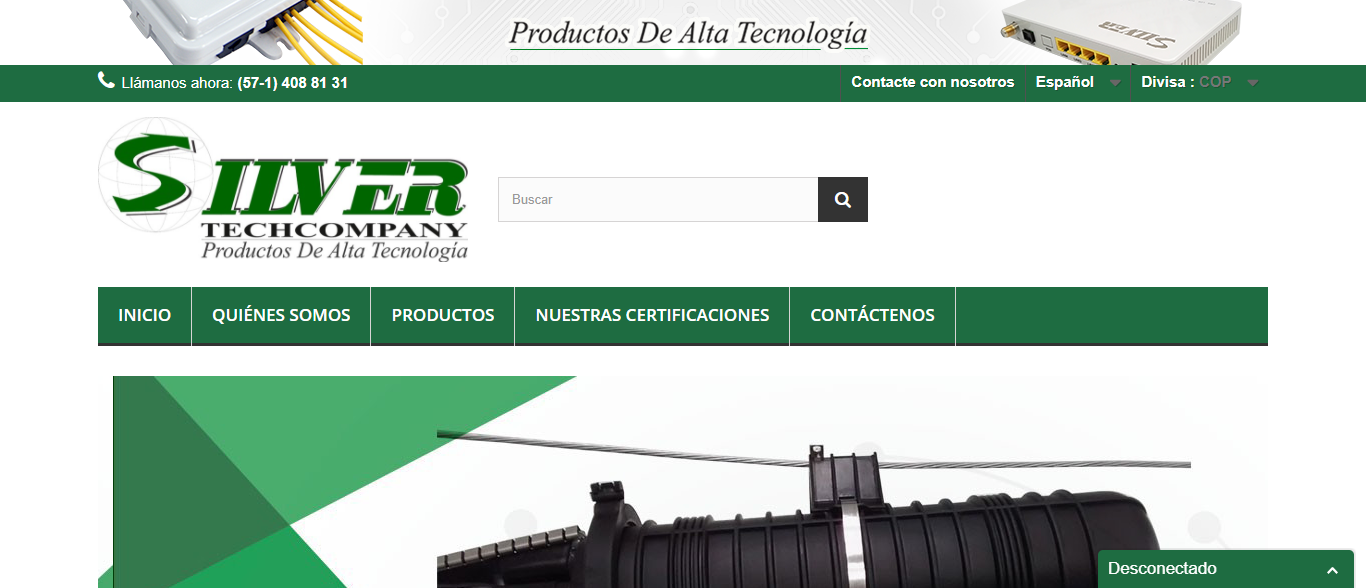 Productos De Alta Tecnología
Llámanos ahora: (57-1) 408 81 31
Contacte con nosotros
Español
Divisa : COP
SILVER
TECHCOMPANY
Productos De Alta Tecnología
Buscar
INICIO
QUIÉNES SOMOS
PRODUCTOS
NUESTRAS CERTIFICACIONES
CONTÁCTENOS
Desconectado